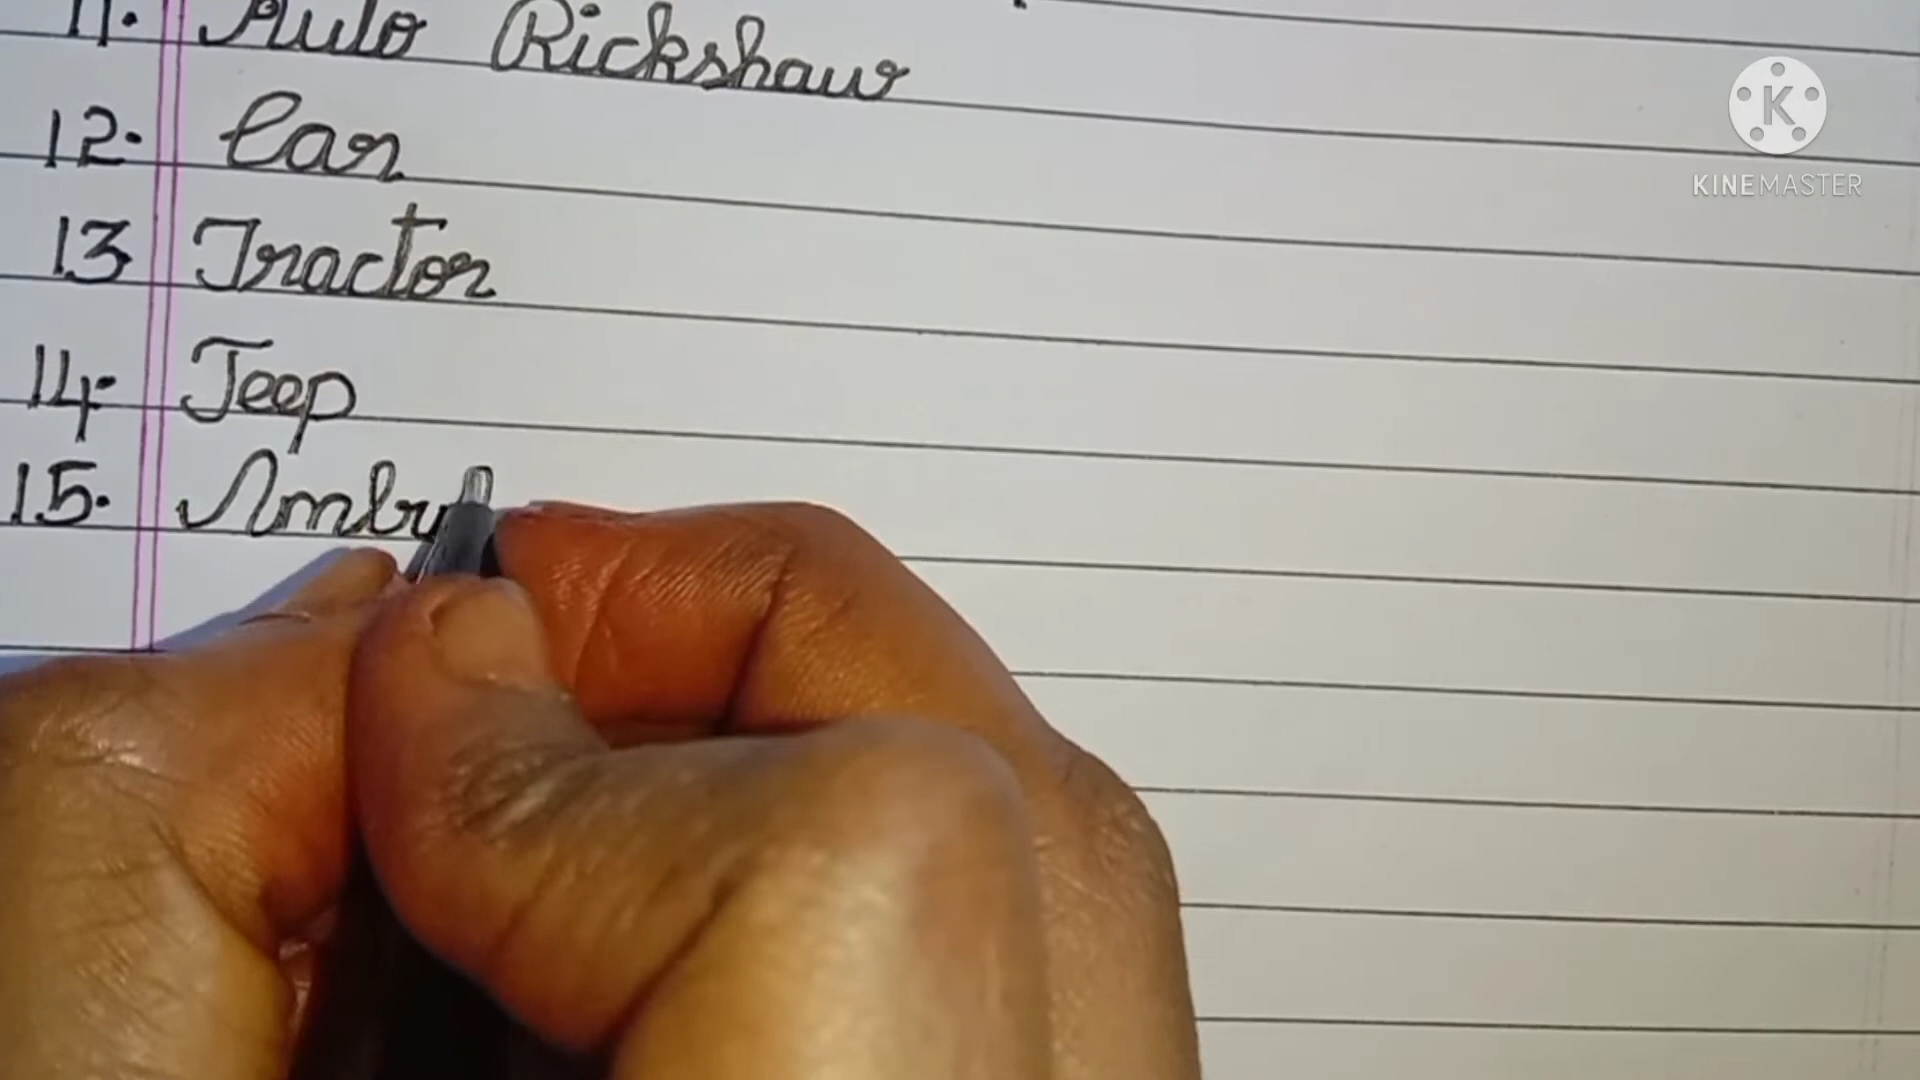 11. Auto Rickshaw
12. Car
13 Tractor
14. Jeep
15. Ambu
KINEMASTER